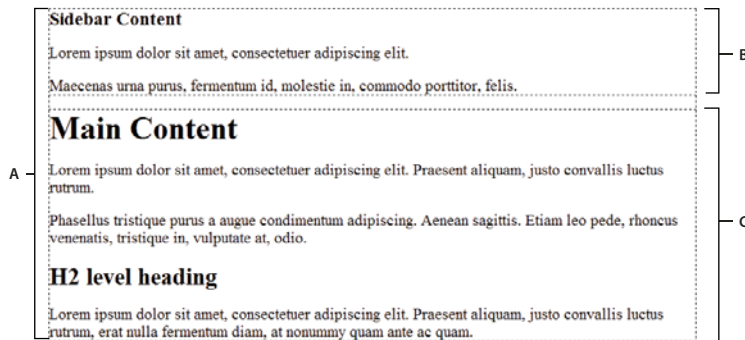 Sidebar Content
Lorem ipsum dolor sit amet, consectetuer adipiscing elit.
Maecenas urna purus, fermentum id, molestie in, commodo porttitor, felis.
B
Main Content
Lorem ipsum dolor sit amet, consectetuer adipiscing elit. Praesent aliquam, justo convallis luctus
rutrum.
A
Phasellus tristique purus a augue condimentum adipiscing. Aenean sagittis. Etiam leo pede, rhoncus
venenatis, tristique in, vulputate at, odio.
C
H2 level heading
Lorem ipsum dolor sit amet, consectetuer adipiscing elit. Praesent aliquam, justo convallis luctus
rutrum, erat nulla fermentum diam, at nonummy quam ante ac quam.